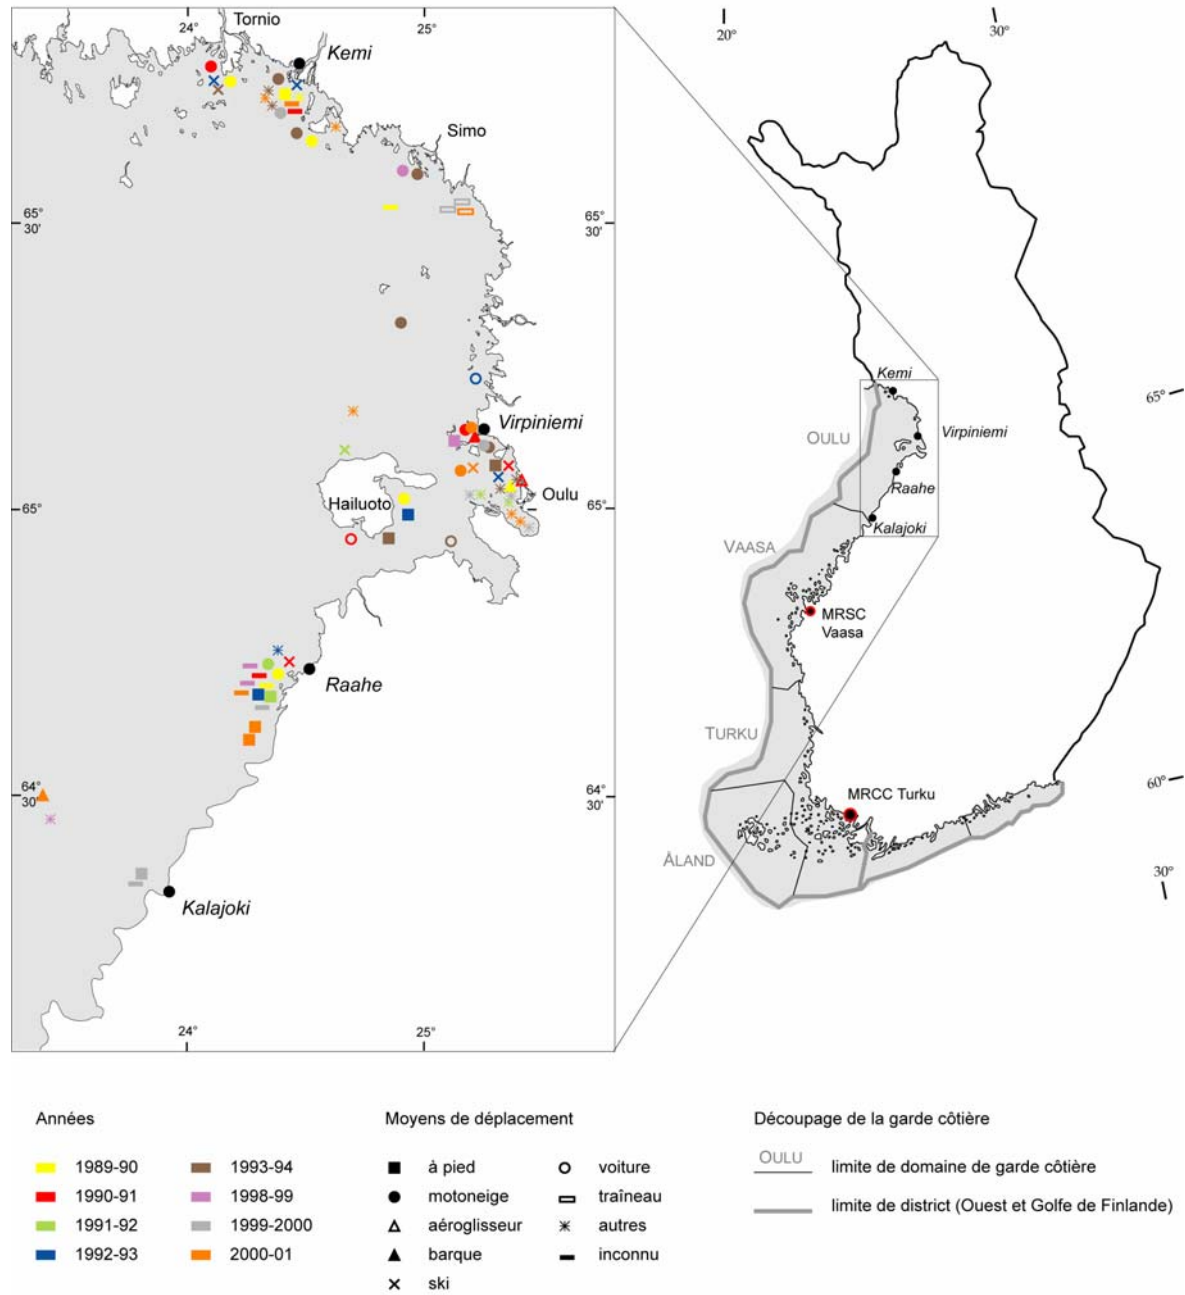 24°
Tornio
25°
Kemi
Simo
65°
30'
65°
30'
Virpiniemi
Hailuoto
Oulu
65°
65°
Raahe
64°
30'
64°
30'
Kalajoki
24°
25°
20°
30°
Kemi
65°
OULU
Virpiniemi
Raahe
Kalajoki
VAASA
MRSC
Vaasa
TURKU
MRCC Turku
60°
ÅLAND
30°
Années
1989-90
1990-91
1991-92
1992-93
1993-94
1998-99
1999-2000
2000-01
Moyens de déplacement
à pied
motoneige
aéroglisseur
barque
ski
voiture
traîneau
autres
inconnu
Découpage de la garde côtière
OULU
limite de domaine de garde côtière
limite de district (Ouest et Golfe de Finlande)